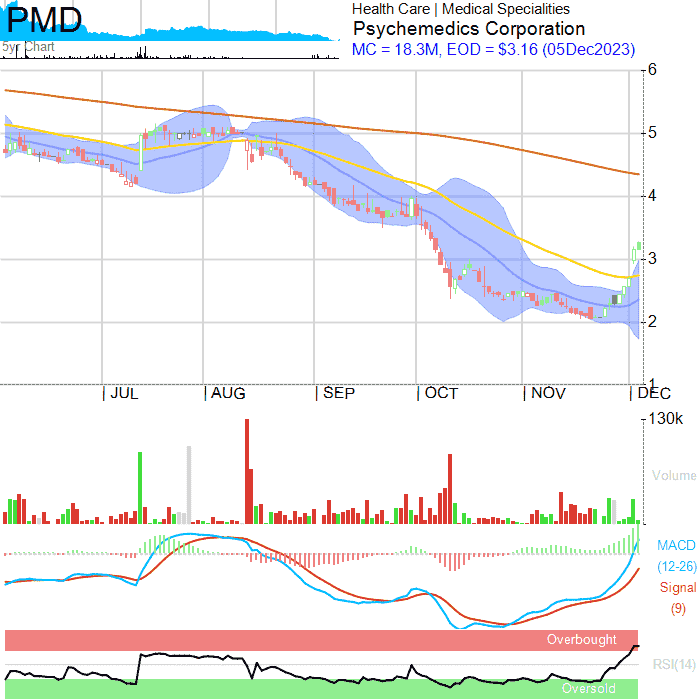 PMD
5yr Chart
Health Care | Medical Specialities
Psychemedics Corporation
MC = 18.3M, EOD = $3.16 (05Dec2023)
6
5
4
3
2
1
| JUL | AUG | SEP | OCT | NOV | DEC
130k
Volume
MACD
(12-26)
Signal
(9)
Overbought
RSI(14)
Oversold